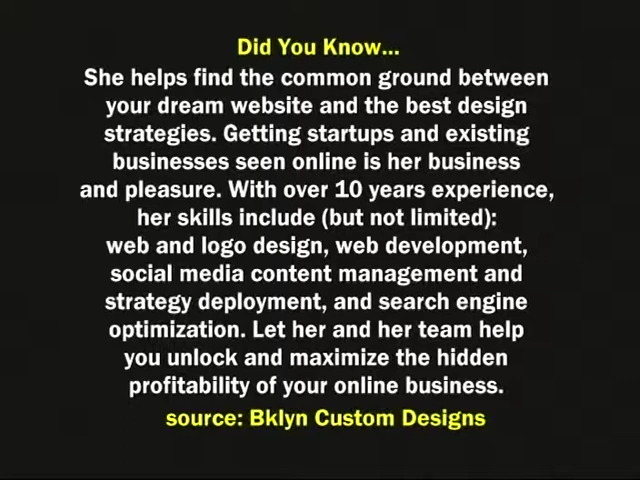 Did You Know...
She helps find the common ground between
your dream website and the best design
strategies. Getting startups and existing
businesses seen online is her business
and pleasure. With over 10 years experience,
her skills include (but not limited):
web and logo design, web development,
social media content management and
strategy deployment, and search engine
optimization. Let her and her team help
you unlock and maximize the hidden
profitability of your online business.
source: Bklyn Custom Designs